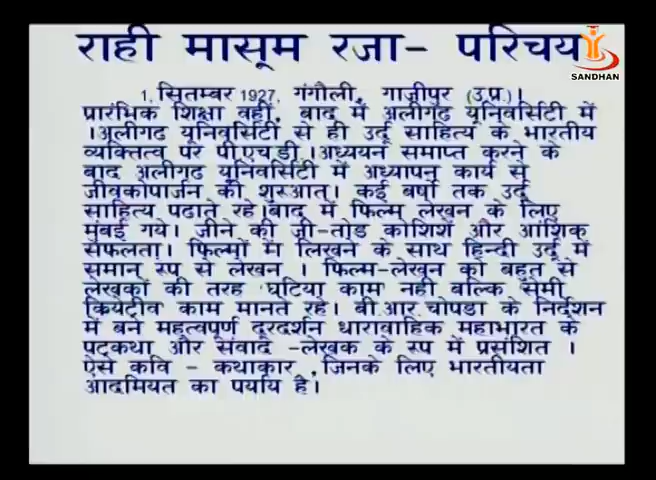 राही मासूम रजा- परिचय
SANDHAN
1, सितम्बर 1927, गंगौली, गाजीपुर (उ.प्र.)।
प्रारंभिक शिक्षा वहीं, बाद में अलीगढ यूनिवर्सिटी में
।अलीगढ यूनिवर्सिटी से ही उर्दू साहित्य के भारतीय
व्यक्तित्व पर पीएचडी ।अध्ययन समाप्त करने के
बाद अलीगढ यूनिवर्सिटी में अध्यापन कार्य से
जीवकोपार्जन की शुरुआत। कई बर्षों तक उर्दू
साहित्य पढाते रहे।बाद में फिल्म लेखन के लिए
मुंबई गये। जीने की जी-तोड कोशिशें और आंशिक
सफलता। फिल्मों म लिखने के साथ हिन्दी उर्दू में
समान रूप से लेखन । फिल्म-लेखन को बहुत से
लेखकों की तरह 'घटिया काम' नही बल्कि 'सेमी
क्रियेटीव' काम मानते रहे। बी.आर.चोपडा के निर्देशन
में बने महत्वपूर्ण दूरदर्शन धारावाहिक महाभारत के
पटकथा और संवाद -लेखक के रूप में प्रसंशित ।
ऐसे कवि - कथाकार ,जिनके लिए भारतीयता
आदमियत का पर्याय है।